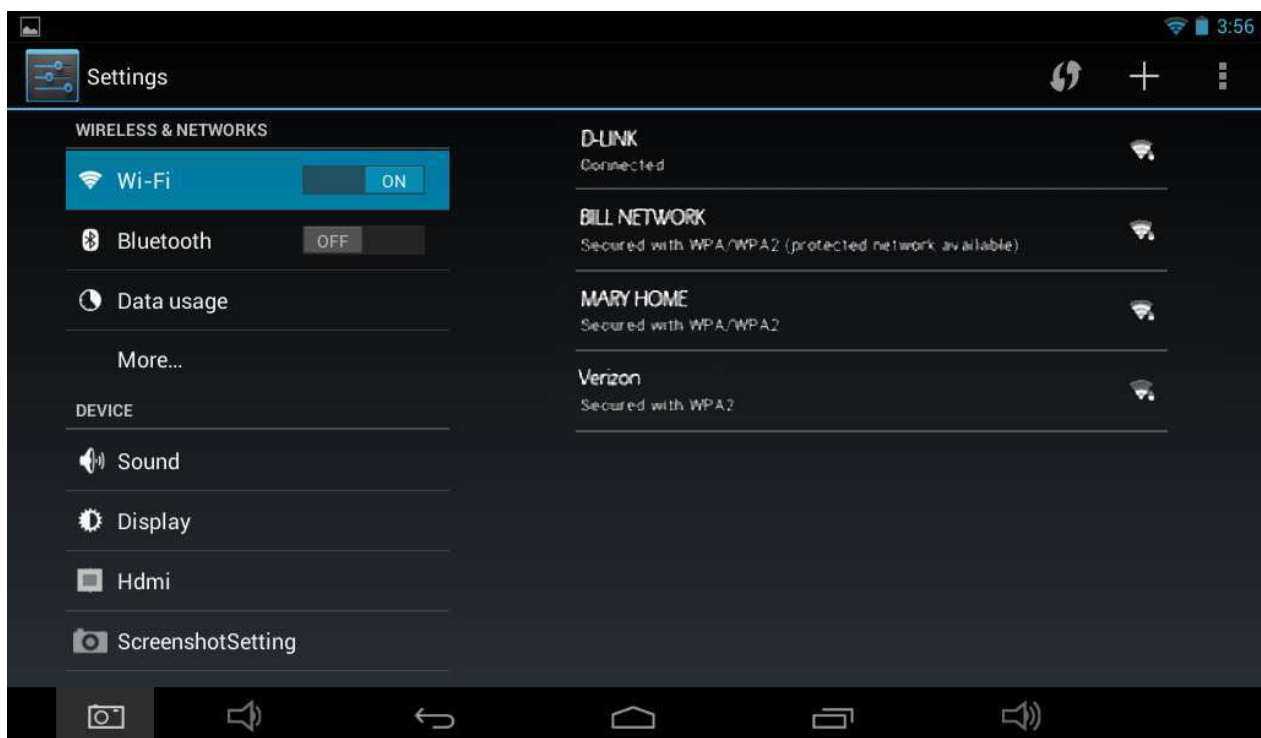 3:56
Settings
WIRELESS & NETWORKS
Wi-Fi ON
Bluetooth OFF
Data usage
More...
DEVICE
Sound
Display
Hdmi
ScreenshotSetting
D-LINK
Connected
BILL NETWORK
Secured with WPA/WPA2 (protected network available)
MARY HOME
Secured with WPA/WPA2
Verizon
Secured with WPA2